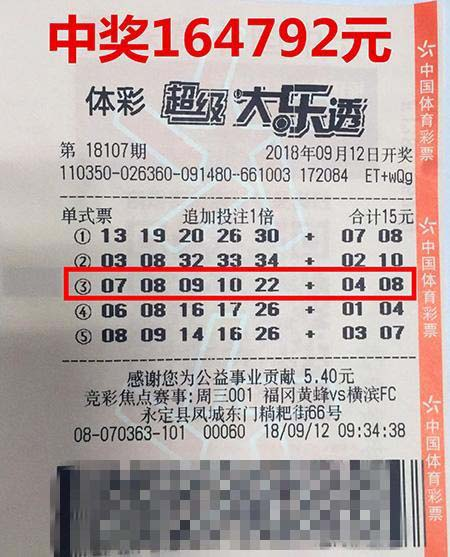 中奖164792元
体彩 超级大乐透
第 18107期 2018年09月12日开奖
110350-026360-091480-661003 172084 ET+wQg
单式票 追加投注1倍 合计15元
① 13 19 20 26 30 + 07 08
② 03 08 32 33 34 + 02 10
③ 07 08 09 10 22 + 04 08
④ 06 08 16 17 26 + 01 04
⑤ 08 09 14 16 26 + 03 07
感谢您为公益事业贡献 5.40元
竞彩焦点赛事:周三001 福冈黄蜂vs横滨FC
永定县凤城东门糍粑街66号
08-070363-101 00060 18/09/12 09:34:38
中国体育彩票
中国体育彩票
中国体育彩票